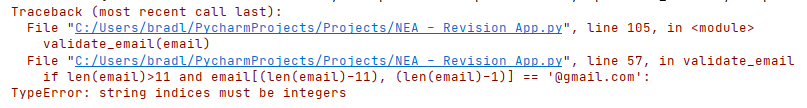 Traceback (most recent call last):
  File "C:/Users/bradl/PycharmProjects/Projects/NEA - Revision App.py", line 105, in <module>
    validate_email(email)
  File "C:/Users/bradl/PycharmProjects/Projects/NEA - Revision App.py", line 57, in validate_email
    if len(email)>11 and email[(len(email)-11), (len(email)-1)] == '@gmail.com':
TypeError: string indices must be integers